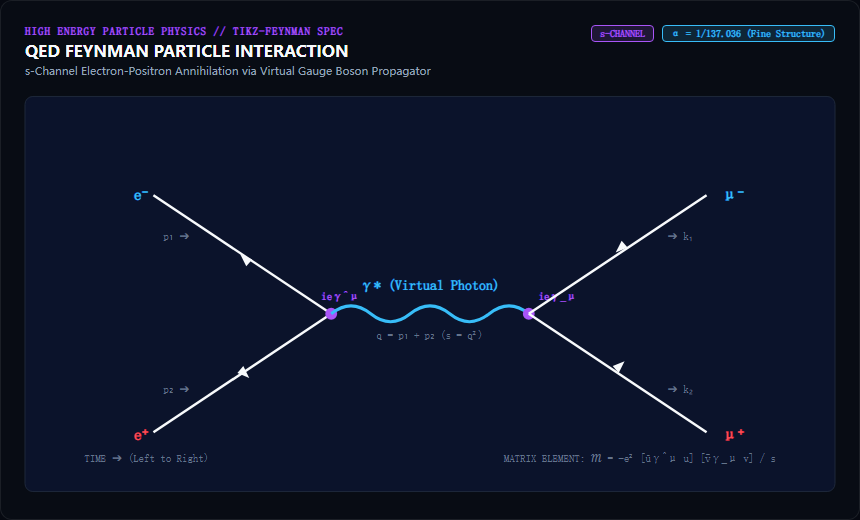 HIGH ENERGY PARTICLE PHYSICS // TIKZ-FEYNMAN SPEC
QED FEYNMAN PARTICLE INTERACTION
s-Channel Electron-Positron Annihilation via Virtual Gauge Boson Propagator
s-CHANNEL
α = 1/137.036 (Fine Structure)
e⁻
μ⁻
p₁ →
→ k₁
γ* (Virtual Photon)
ieγ^μ
ieγ_μ
q = p₁ + p₂ (s = q²)
p₂ →
→ k₂
e⁺
μ⁺
TIME → (Left to Right)
MATRIX ELEMENT: 𝓜 = -e² [ūγ^μ u] [v̄γ_μ v] / s